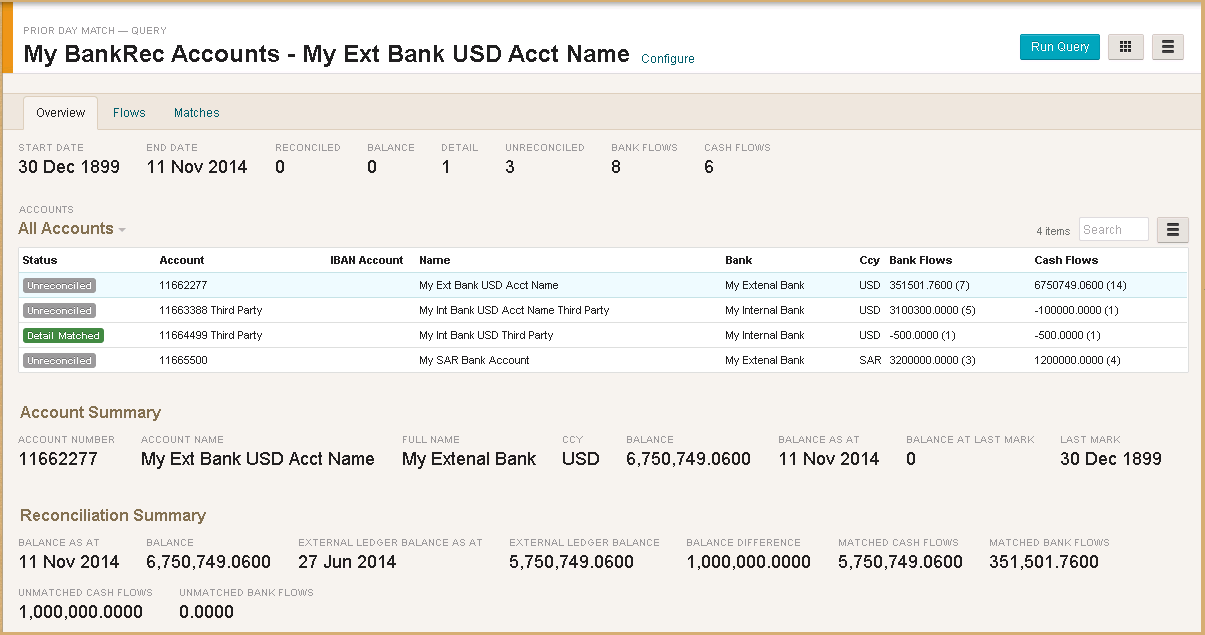 PRIOR DAY MATCH — QUERY
My BankRec Accounts - My Ext Bank USD Acct Name Configure
Run Query
Overview Flows Matches
START DATE END DATE RECONCILED BALANCE DETAIL UNRECONCILED BANK FLOWS CASH FLOWS
30 Dec 1899 11 Nov 2014 0 0 1 3 8 6
ACCOUNTS
All Accounts
4 items Search
Status Account IBAN Account Name Bank Ccy Bank Flows Cash Flows
Unreconciled 11662277 My Ext Bank USD Acct Name My Extenal Bank USD 351501.7600 (7) 6750749.0600 (14)
Unreconciled 11663388 Third Party My Int Bank USD Acct Name Third Party My Internal Bank USD 3100300.0000 (5) -100000.0000 (1)
Detail Matched 11664499 Third Party My Int Bank USD Third Party My Internal Bank USD -500.0000 (1) -500.0000 (1)
Unreconciled 11665500 My SAR Bank Account My Extenal Bank SAR 3200000.0000 (3) 1200000.0000 (4)
Account Summary
ACCOUNT NUMBER ACCOUNT NAME FULL NAME CCY BALANCE BALANCE AS AT BALANCE AT LAST MARK LAST MARK
11662277 My Ext Bank USD Acct Name My Extenal Bank USD 6,750,749.0600 11 Nov 2014 0 30 Dec 1899
Reconciliation Summary
BALANCE AS AT BALANCE EXTERNAL LEDGER BALANCE AS AT EXTERNAL LEDGER BALANCE BALANCE DIFFERENCE MATCHED CASH FLOWS MATCHED BANK FLOWS
11 Nov 2014 6,750,749.0600 27 Jun 2014 5,750,749.0600 1,000,000.0000 5,750,749.0600 351,501.7600
UNMATCHED CASH FLOWS UNMATCHED BANK FLOWS
1,000,000.0000 0.0000